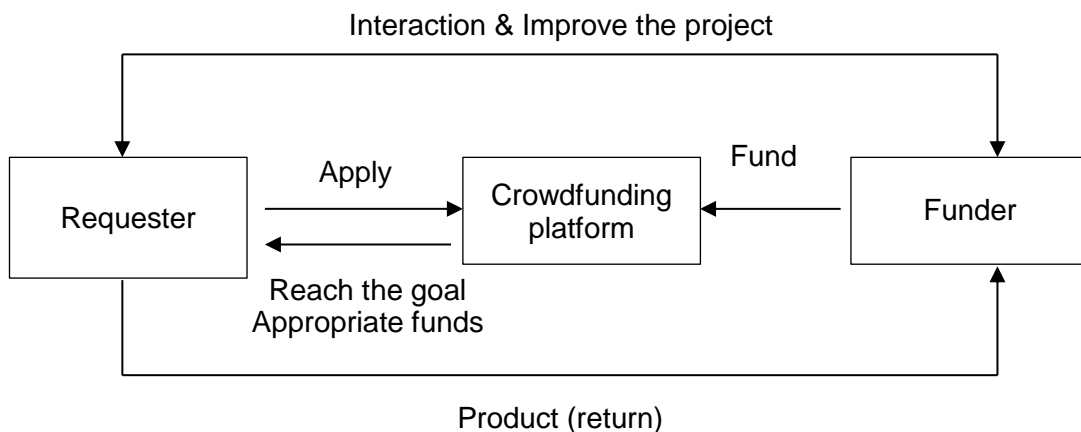 Interaction & Improve the project
Requester
Apply
Reach the goal
Appropriate funds
Crowdfunding
platform
Fund
Funder
Product (return)